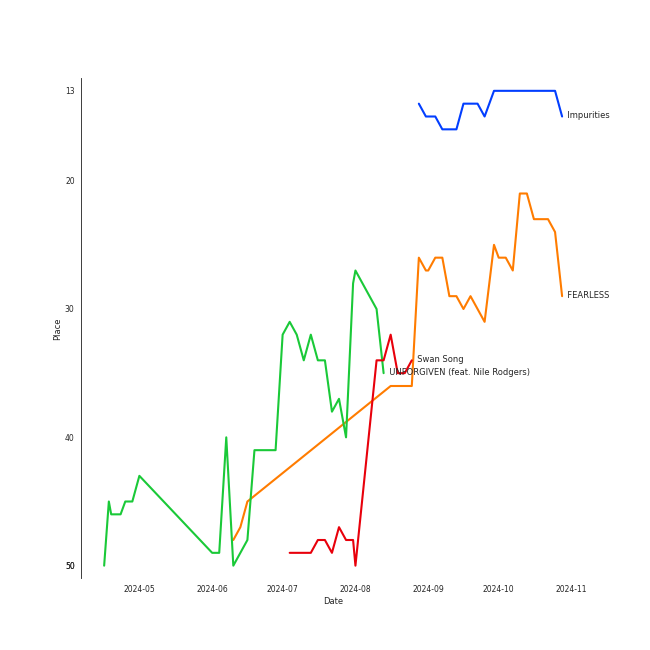 13
20
30
40
50
Place
Impurities
FEARLESS
Swan Song
UNFORGIVEN (feat. Nile Rodgers)
2024-05 2024-06 2024-07 2024-08 2024-09 2024-10 2024-11
Date